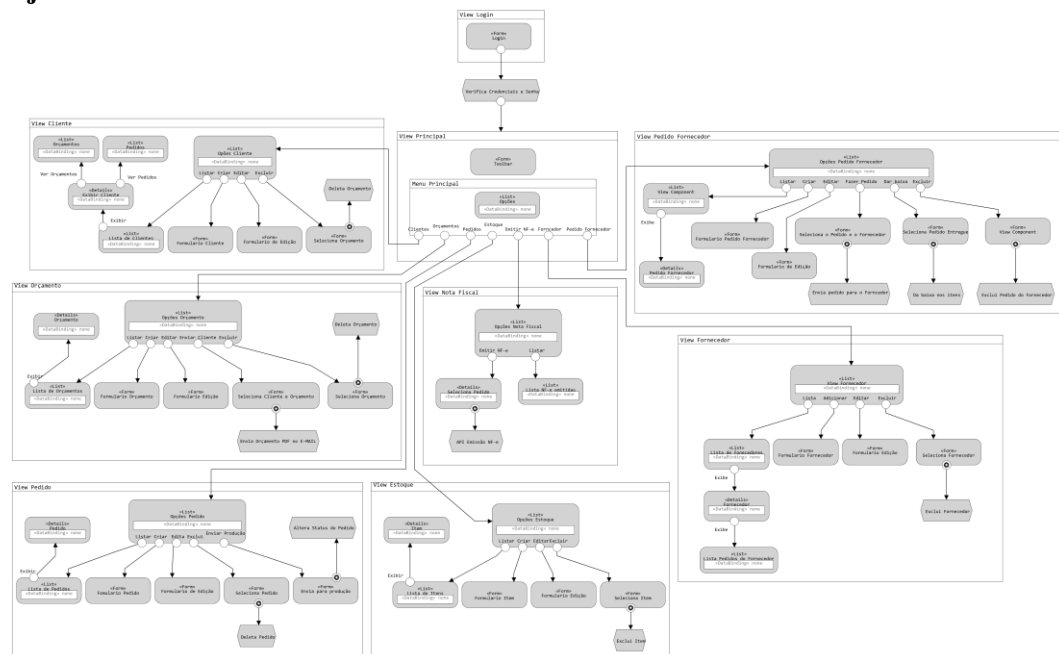 View Login
«Form»
Login
Verifica Credenciais e Senha
View Cliente
«List»
Orçamentos
«DataBinding» none
«List»
Pedidos
«DataBinding» none
Ver Orçamentos
Ver Pedidos
«Details»
Exibir Cliente
«DataBinding» none
Exibir
«List»
Opções Cliente
«DataBinding» none
Listar Criar Editar Excluir
Deleta Orçamento
«List»
Lista de Clientes
«DataBinding» none
«Form»
Formulario Cliente
«Form»
Formulario de Edição
«Form»
Seleciona Orçamento
View Principal
«Form»
Toolbar
Menu Principal
«List»
Opções
Clientes
Orçamentos
Pedidos
Estoque
Emitir NF-e
Fornecedor
Pedido Fornecedor
View Pedido Fornecedor
«List»
Opções Pedido Fornecedor
«DataBinding» none
Listar Criar Editar Fazer Pedido Dar baixa Excluir
«List»
View Component
«DataBinding» none
Exibe
«Details»
Pedido Fornecedor
«DataBinding» none
«Form»
Formulario Pedido Fornecedor
«Form»
Formulario de Edição
«Form»
Seleciona o Pedido e o Fornecedor
«Form»
Seleciona Pedido Entregue
«Form»
View Component
Envia pedido para o Fornecedor
Da baixa nos itens
Exclui Pedido do Fornecedor
View Orçamento
«Details»
Orçamento
«DataBinding» none
«List»
Opções Orçamento
«DataBinding» none
Listar Criar Editar Enviar Cliente Excluir
Deleta Orçamento
Exibir
«List»
Lista de Orçamentos
«DataBinding» none
«Form»
Formulario Orçamento
«Form»
Formulario Edição
«Form»
Seleciona Cliente e Orçamento
«Form»
Seleciona Orçamento
Envia Orçamento PDF no E-MAIL
View Nota Fiscal
«List»
Opções Nota Fiscal
«DataBinding» none
Emitir NF-e
Listar
«Details»
Seleciona Pedido
«DataBinding» none
«List»
Lista NF-e emitidas
«DataBinding» none
API Emissão NF-e
View Fornecedor
«List»
View Fornecedor
«DataBinding» none
Lista Adicionar Editar Excluir
«List»
Lista de Fornecedores
«DataBinding» none
«Form»
Formulario Fornecedor
«Form»
Formulario Edição
«Form»
Seleciona Fornecedor
Exibe
«Details»
Fornecedor
«DataBinding» none
Exibe
«List»
Lista Pedidos do Fornecedor
«DataBinding» none
Exclui Fornecedor
View Pedido
«Details»
Pedido
«DataBinding» none
«List»
Opções Pedido
«DataBinding» none
Enviar Produção
Listar Criar Edita Exclui
Altera Status do Pedido
Exibir
«List»
Lista de Pedidos
«DataBinding» none
«Form»
Formulario Pedido
«Form»
Formulario de Edição
«Form»
Seleciona Pedido
«Form»
Envia para produção
Deleta Pedido
View Estoque
«Details»
Item
«DataBinding» none
«List»
Opções Estoque
«DataBinding» none
Listar Criar EditarExcluir
Exibir
«List»
Lista de Itens
«DataBinding» none
«Form»
Formulario Item
«Form»
Formulario Edição
«Form»
Seleciona Item
Exclui Item